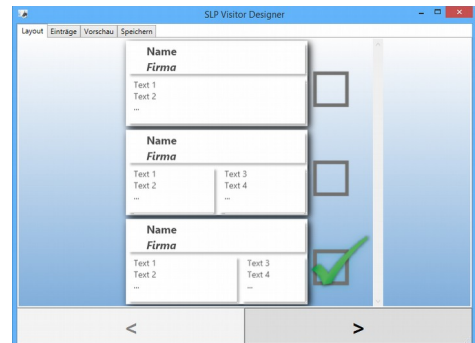 SLP Visitor Designer
Layout Einträge Vorschau Speichern
Name
Firma
Text 1
Text 2
...
Name
Firma
Text 1 Text 3
Text 2 Text 4
... ...
Name
Firma
Text 1 Text 3
Text 2 Text 4
... ...
< >